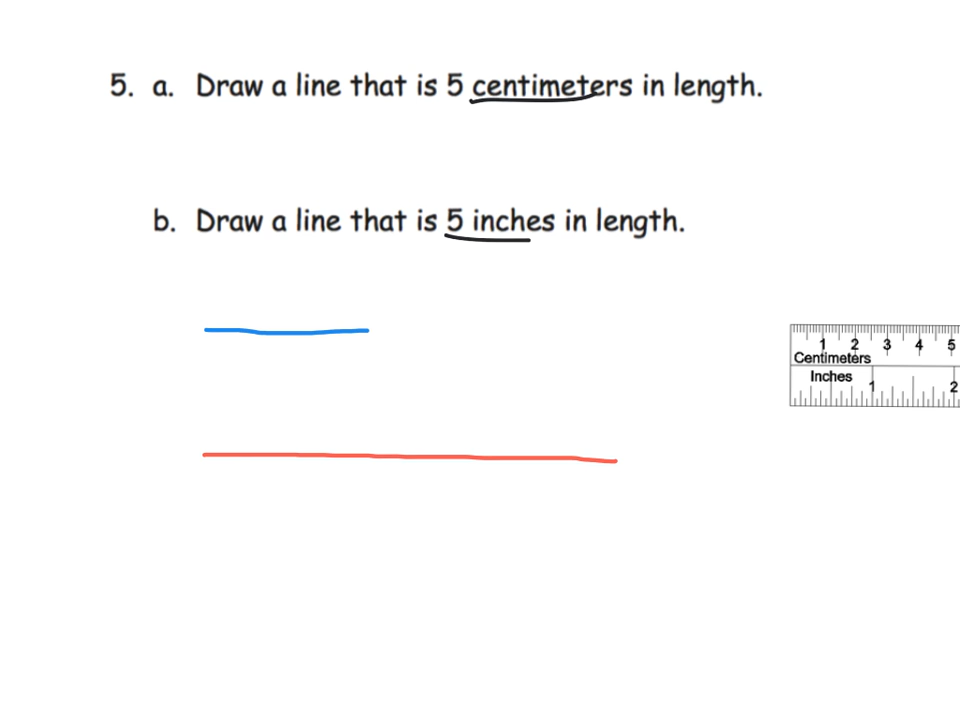 5. a. Draw a line that is 5 centimeters in length.
b. Draw a line that is 5 inches in length.
1 2 3 4 5
Centimeters
Inches 1 2